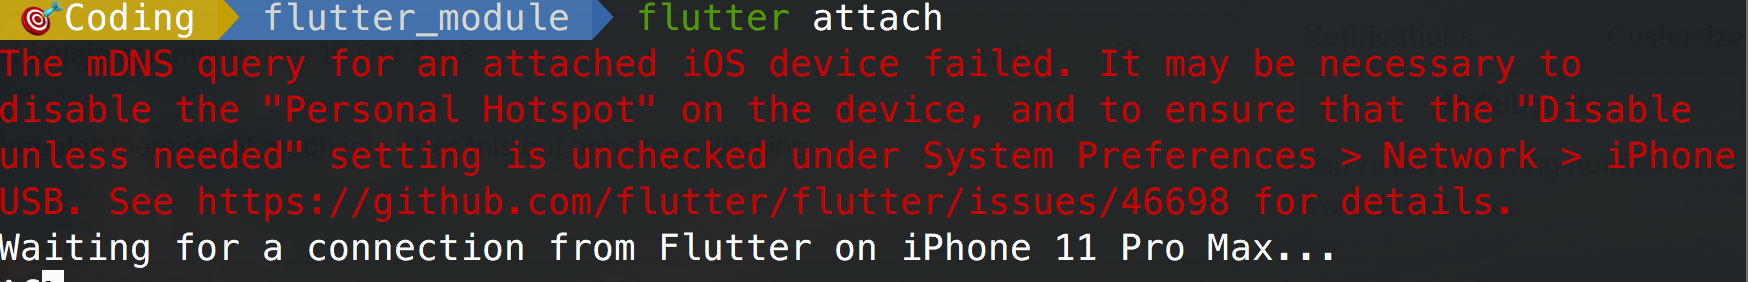 Coding flutter_module flutter attach
The mDNS query for an attached iOS device failed. It may be necessary to
disable the "Personal Hotspot" on the device, and to ensure that the "Disable
unless needed" setting is unchecked under System Preferences > Network > iPhone
USB. See https://github.com/flutter/flutter/issues/46698 for details.
Waiting for a connection from Flutter on iPhone 11 Pro Max...